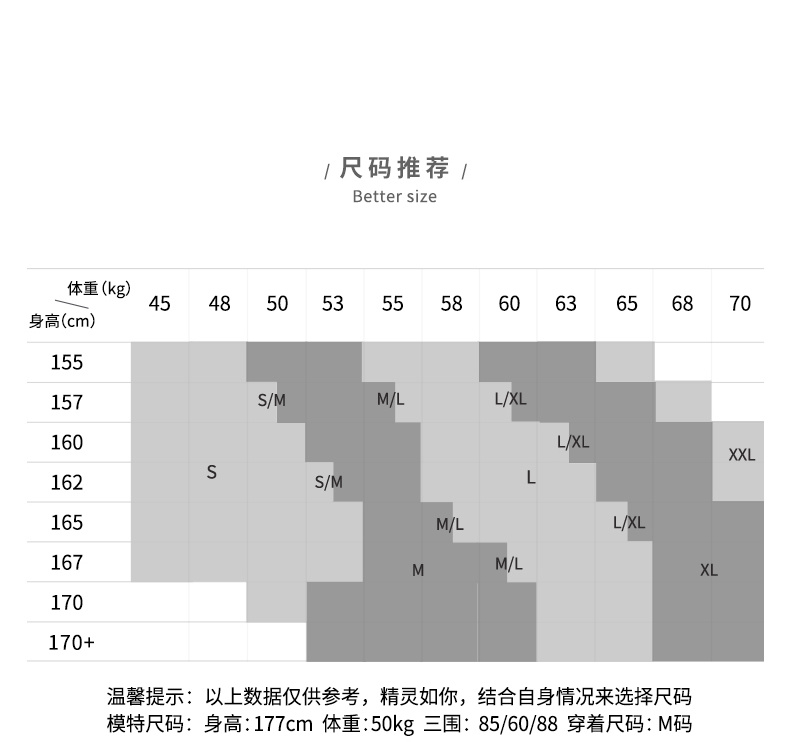 / 尺码推荐 /
Better size
体重(kg)
45 48 50 53 55 58 60 63 65 68 70
身高(cm)
155
157 S/M M/L L/XL
160 L/XL XXL
162 S S/M L
165 M/L L/XL
167 M M/L XL
170
170+
温馨提示：以上数据仅供参考，精灵如你，结合自身情况来选择尺码
模特尺码：身高:177cm 体重:50kg 三围：85/60/88 穿着尺码：M码